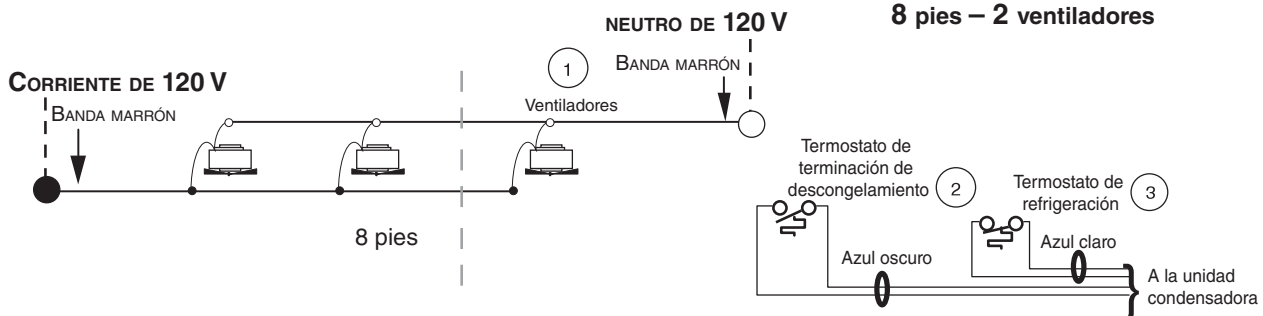 8 pies – 2 ventiladores
NEUTRO DE 120 V
BANDA MARRÓN
1
Ventiladores
CORRIENTE DE 120 V
BANDA MARRÓN
8 pies
Termostato de
terminación de
descongelamiento
2
Termostato de
refrigeración
3
Azul oscuro
Azul claro
A la unidad
condensadora